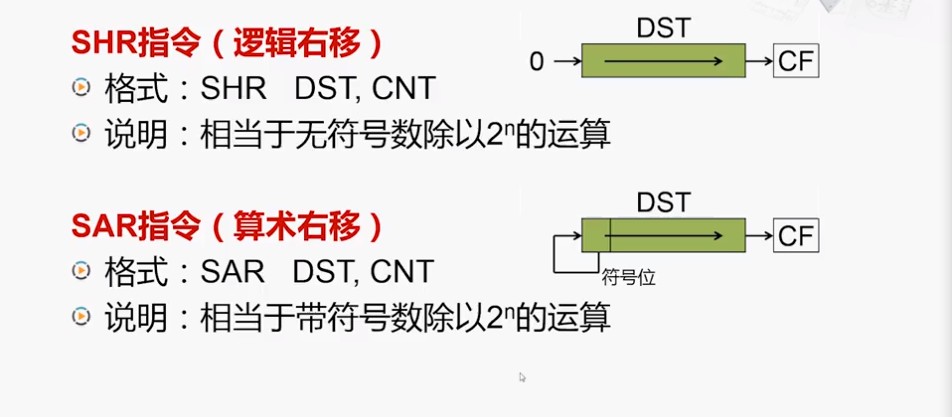 SHR指令（逻辑右移）
DST
0
CF
格式：SHR DST, CNT
说明：相当于无符号数除以2ⁿ的运算
SAR指令（算术右移）
DST
CF
符号位
格式：SAR DST, CNT
说明：相当于带符号数除以2ⁿ的运算